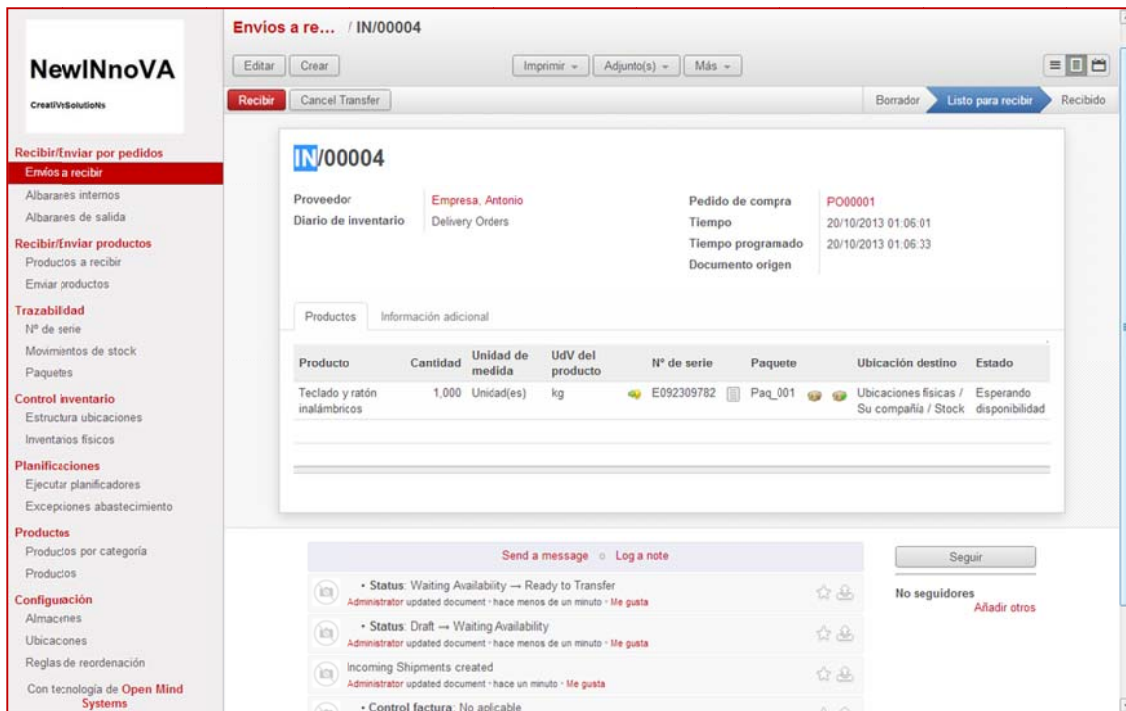 NewINnoVA
CreatiVeSolutioNs
Recibir/Enviar por pedidos
Envíos a recibir
Albaranes internos
Albaranes de salida
Recibir/Enviar productos
Productos a recibir
Enviar productos
Trazabilidad
Nº de serie
Movimientos de stock
Paquetes
Control inventario
Estructura ubicaciones
Inventarios físicos
Planificaciones
Ejecutar planificadores
Excepciones abastecimiento
Productos
Productos por categoría
Productos
Configuración
Almacenes
Ubicaciones
Reglas de reordenación
Con tecnología de Open Mind
Systems
Envíos a re... / IN/00004
Editar Crear Imprimir Adjunto(s) Más
Recibir Cancel Transfer Borrador Listo para recibir Recibido
IN/00004
Proveedor Empresa, Antonio Pedido de compra PO00001
Diario de inventario Delivery Orders Tiempo 20/10/2013 01:06:01
Tiempo programado 20/10/2013 01:06:33
Documento origen
Productos Información adicional
Producto Cantidad Unidad de medida UdV del producto Nº de serie Paquete Ubicación destino Estado
Teclado y ratón 1,000 Unidad(es) kg E092309782 Paq_001 Ubicaciones físicas / Esperando
inalámbricos Su compañía / Stock disponibilidad
Send a message o Log a note
Seguir
• Status: Waiting Availability → Ready to Transfer
Administrator updated document • hace menos de un minuto • Me gusta
No seguidores
Añadir otros
• Status: Draft → Waiting Availability
Administrator updated document • hace menos de un minuto • Me gusta
Incoming Shipments created
Administrator updated document • hace un minuto • Me gusta
• Control factura: No aplicable